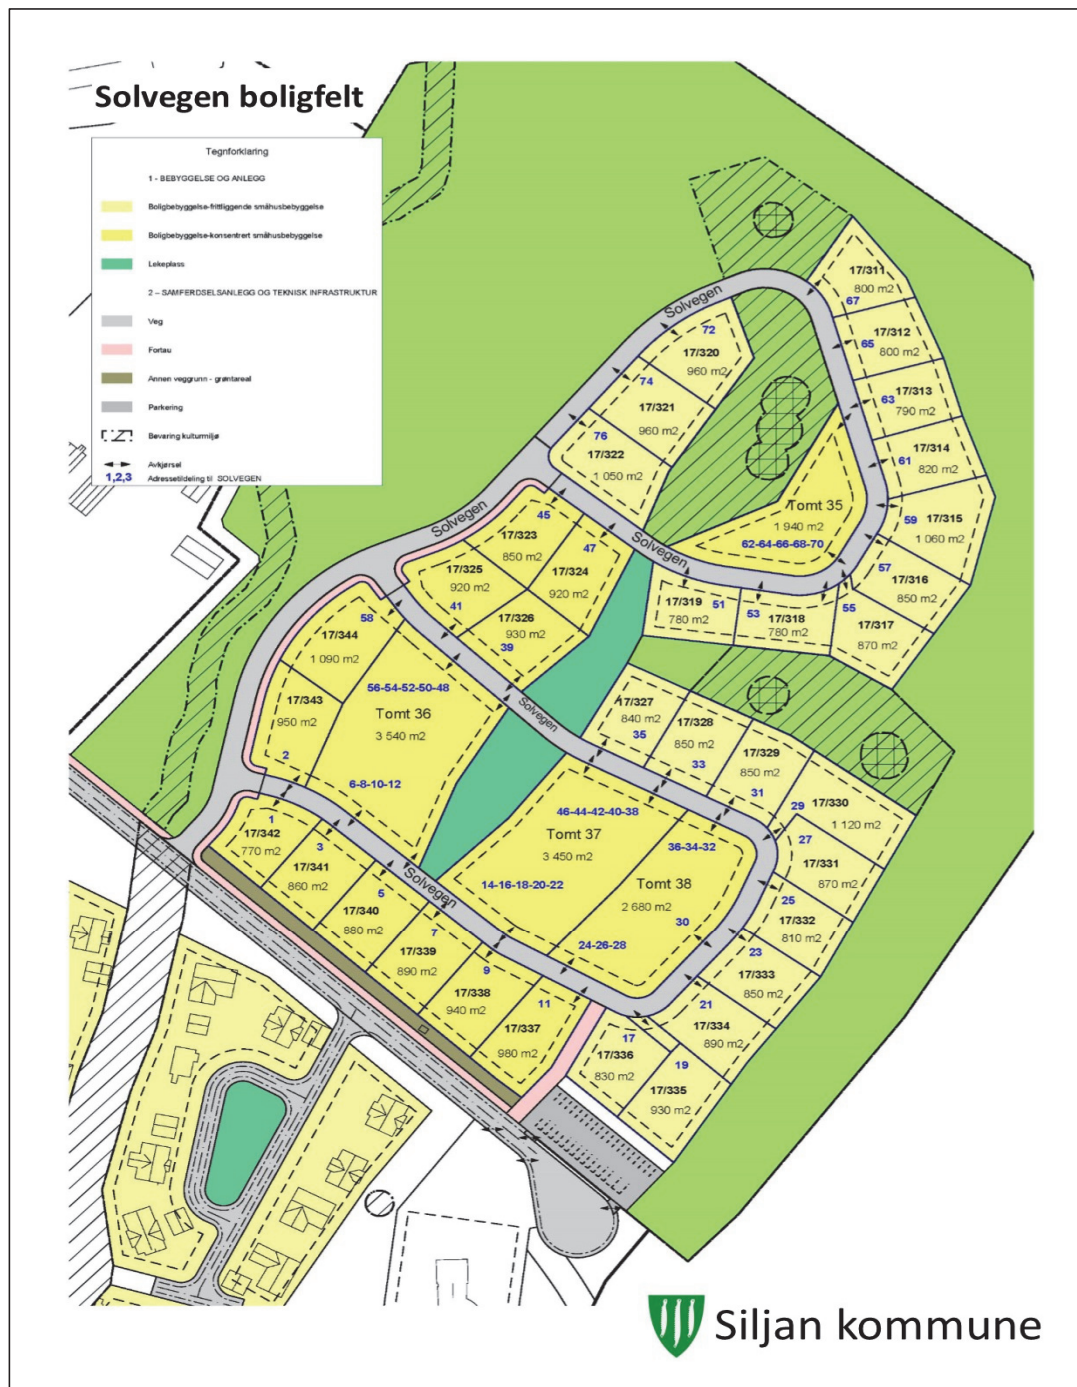 Solvegen boligfelt
Tegnforklaring
1 - BEBYGGELSE OG ANLEGG
Boligbebyggelse-frittliggende småhusbebyggelse
Boligbebyggelse-konsentrert småhusbebyggelse
Lekeplass
2 – SAMFERDSELSANLEGG OG TEKNISK INFRASTRUKTUR
Veg
Fortau
Annen veggrunn - grøntareal
Parkering
Bevaring kulturmiljø
Avkjørsel
1,2,3 Adressetildeling til SOLVEGEN
17/311
800 m2
67
Solvegen
17/312
800 m2
65
72
17/320
960 m2
17/313
790 m2
63
74
17/321
960 m2
17/314
820 m2
61
76
17/322
1 050 m2
Tomt 35
1 940 m2
62-64-66-68-70
59
17/315
1 060 m2
Solvegen
45
17/323
850 m2
47
17/324
920 m2
Solvegen
57
17/316
850 m2
17/325
920 m2
41
17/326
930 m2
39
17/319
780 m2
51
53
17/318
780 m2
55
17/317
870 m2
58
17/344
1 090 m2
17/343
950 m2
2
56-54-52-50-48
Tomt 36
3 540 m2
6-8-10-12
Solvegen
17/327
840 m2
35
17/328
850 m2
33
17/329
850 m2
31
29
17/330
1 120 m2
27
17/331
870 m2
46-44-42-40-38
Tomt 37
3 450 m2
14-16-18-20-22
36-34-32
Tomt 38
2 680 m2
30
24-26-28
25
17/332
810 m2
23
17/333
850 m2
21
17/334
890 m2
1
17/342
770 m2
3
17/341
860 m2
5
17/340
880 m2
Solvegen
7
17/339
890 m2
9
17/338
940 m2
11
17/337
980 m2
17
17/336
830 m2
19
17/335
930 m2
Siljan kommune